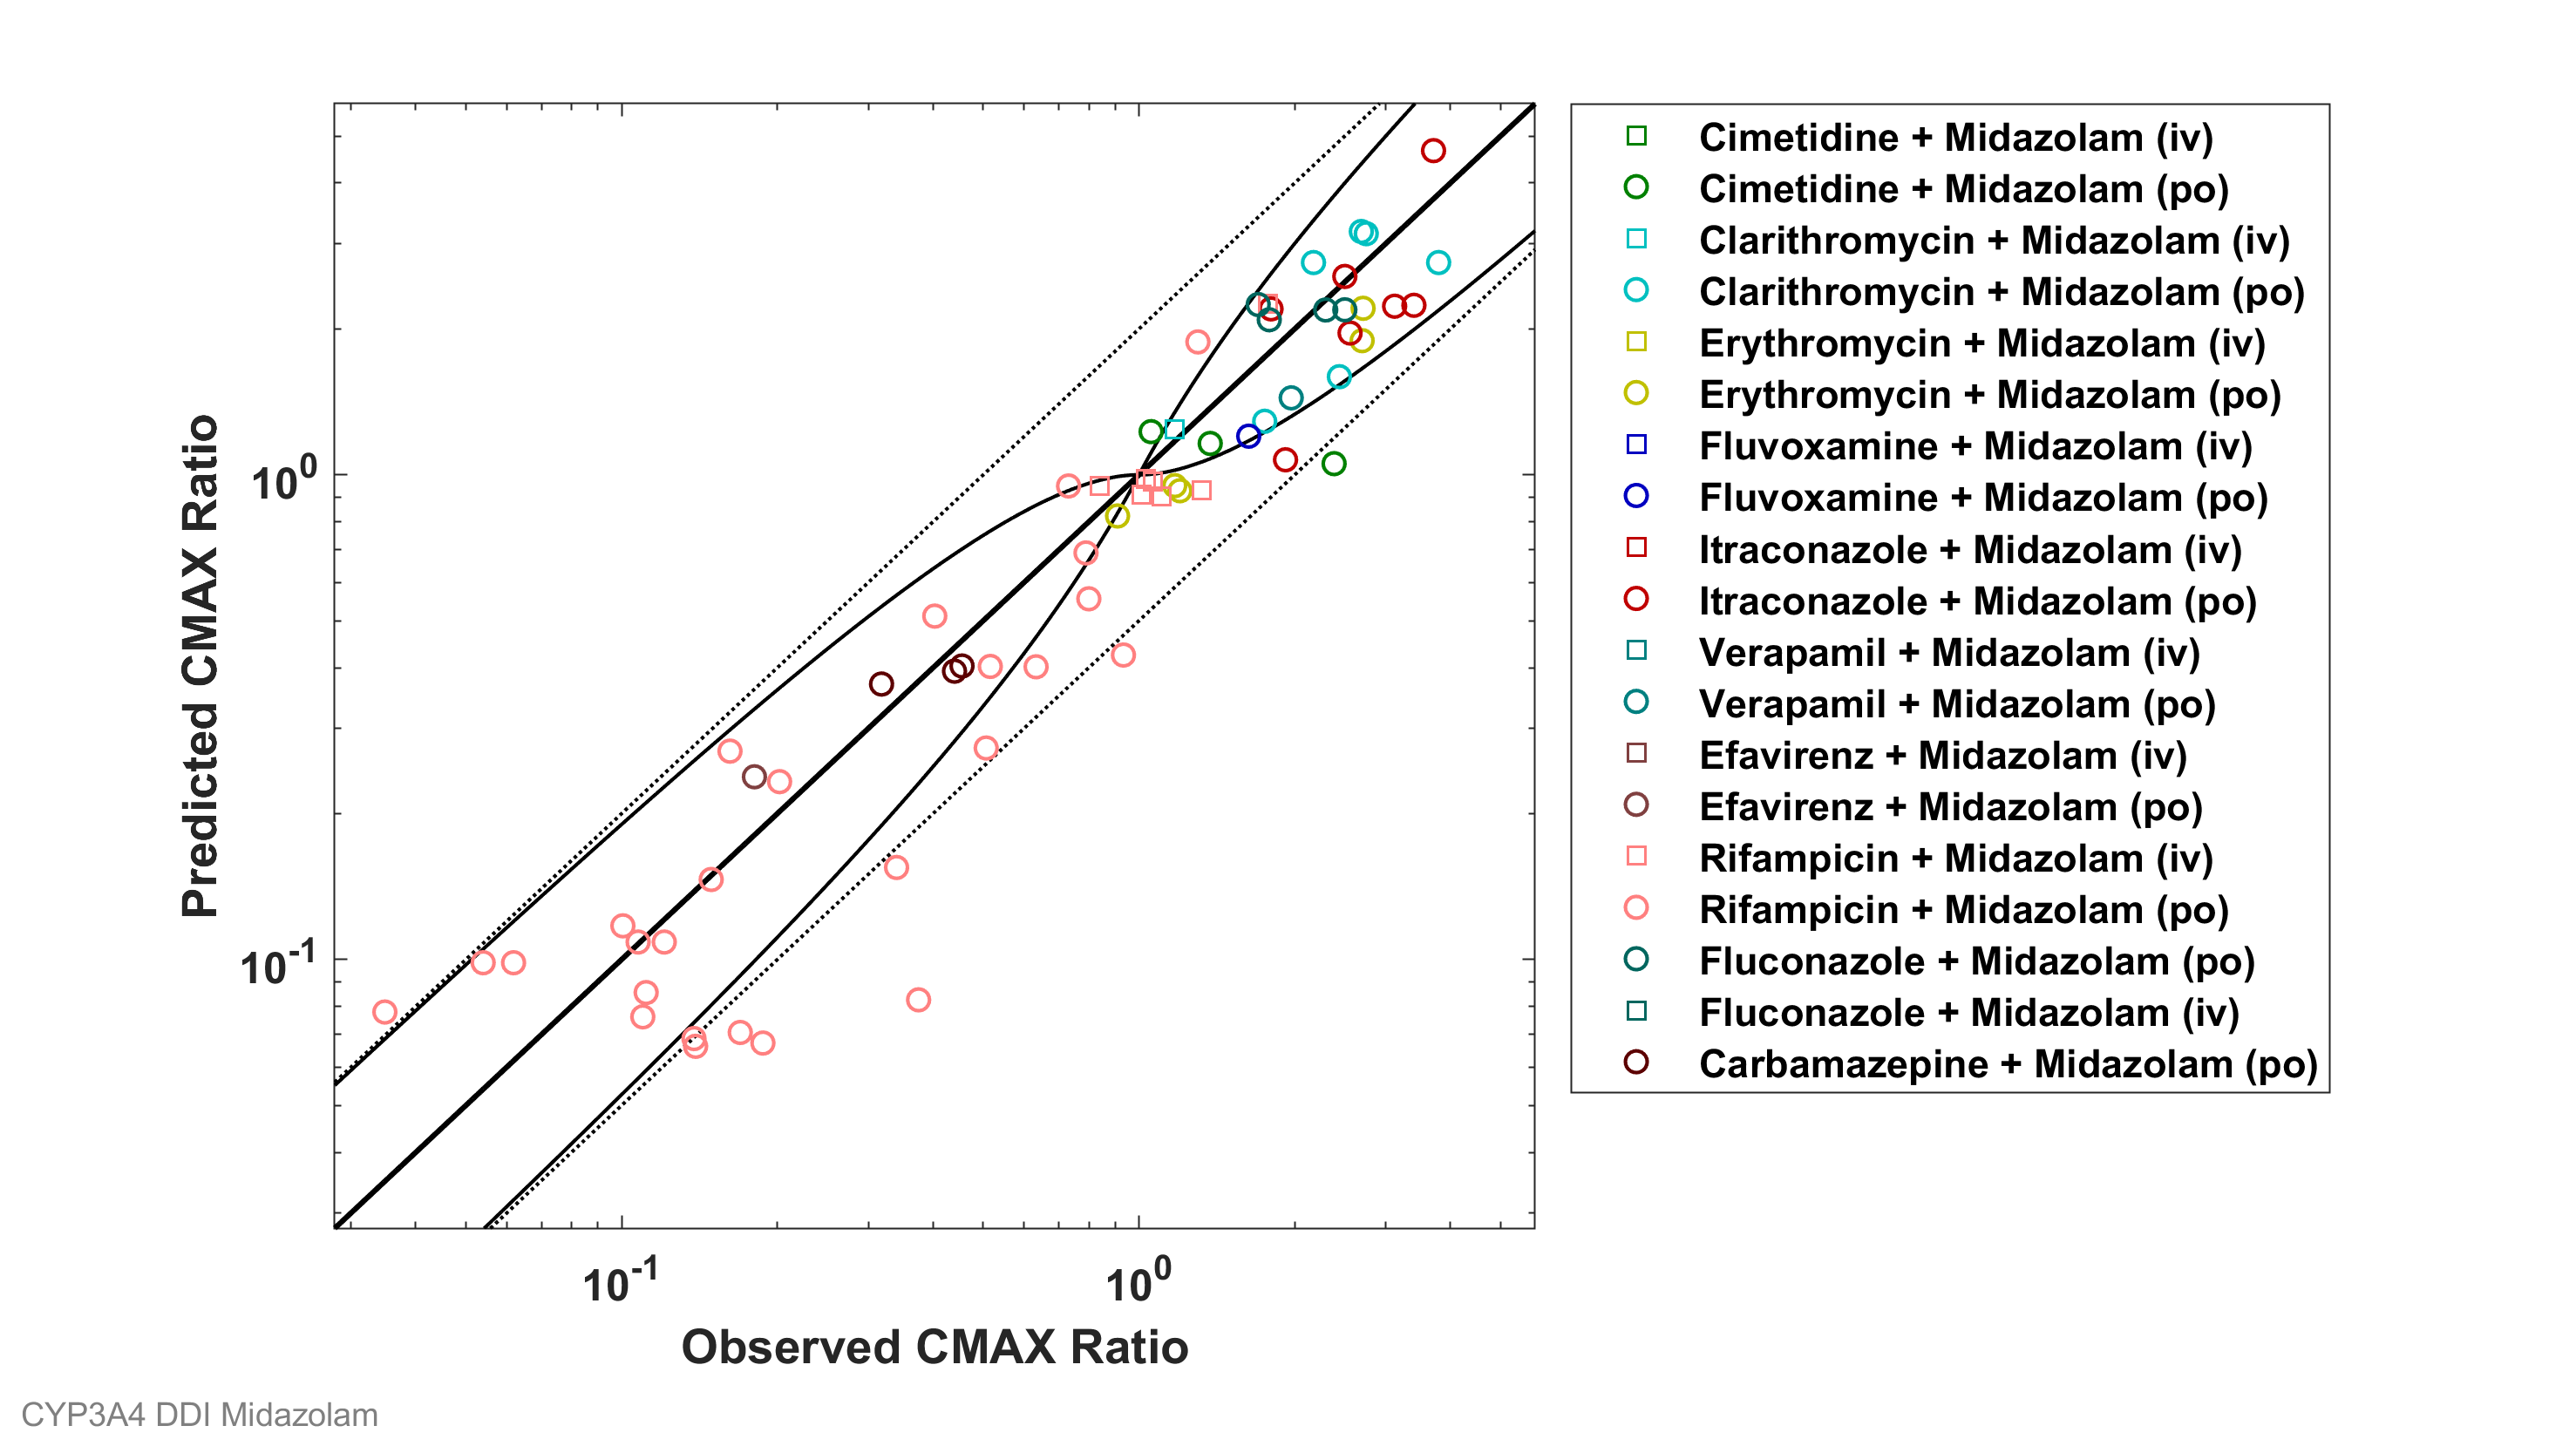 Cimetidine + Midazolam (iv)
Cimetidine + Midazolam (po)
Clarithromycin + Midazolam (iv)
Clarithromycin + Midazolam (po)
Erythromycin + Midazolam (iv)
Erythromycin + Midazolam (po)
Fluvoxamine + Midazolam (iv)
Fluvoxamine + Midazolam (po)
Itraconazole + Midazolam (iv)
Itraconazole + Midazolam (po)
Verapamil + Midazolam (iv)
Verapamil + Midazolam (po)
Efavirenz + Midazolam (iv)
Efavirenz + Midazolam (po)
Rifampicin + Midazolam (iv)
Rifampicin + Midazolam (po)
Fluconazole + Midazolam (po)
Fluconazole + Midazolam (iv)
Carbamazepine + Midazolam (po)
Predicted CMAX Ratio
10^0
10^-1
10^-1 10^0
Observed CMAX Ratio
CYP3A4 DDI Midazolam